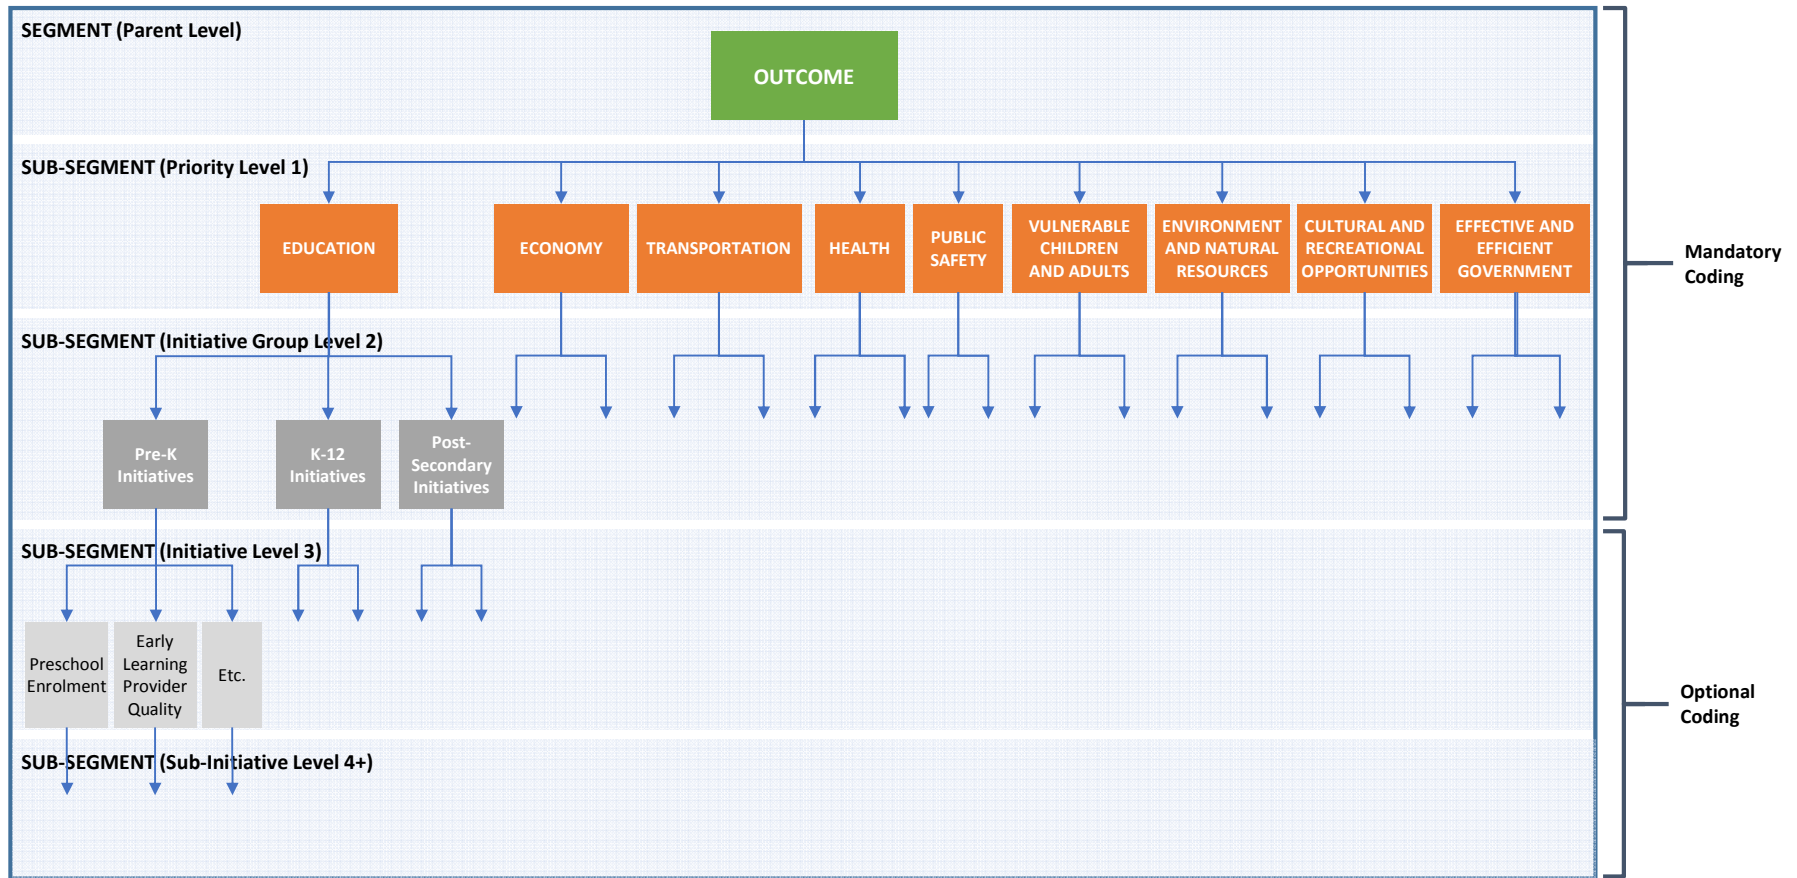 SEGMENT (Parent Level)
OUTCOME
SUB-SEGMENT (Priority Level 1)
EDUCATION
ECONOMY
TRANSPORTATION
HEALTH
PUBLIC
SAFETY
VULNERABLE
CHILDREN
AND ADULTS
ENVIRONMENT
AND NATURAL
RESOURCES
CULTURAL AND
RECREATIONAL
OPPORTUNITIES
EFFECTIVE AND
EFFICIENT
GOVERNMENT
Mandatory
Coding
SUB-SEGMENT (Initiative Group Level 2)
Pre-K
Initiatives
K-12
Initiatives
Post-
Secondary
Initiatives
SUB-SEGMENT (Initiative Level 3)
Preschool
Enrolment
Early
Learning
Provider
Quality
Etc.
Optional
Coding
SUB-SEGMENT (Sub-Initiative Level 4+)